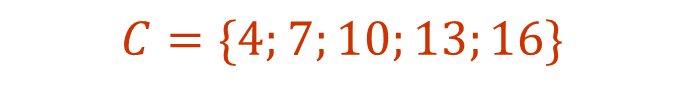 C = {4; 7; 10; 13; 16}